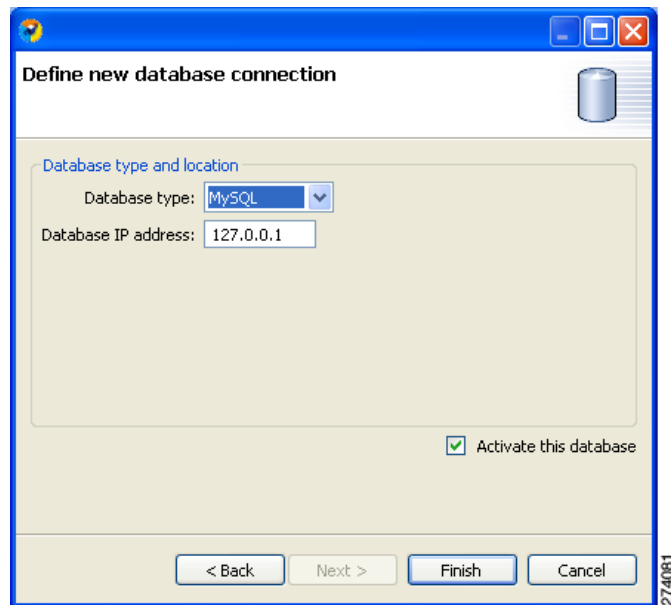 Define new database connection
Database type and location
Database type: MySQL
Database IP address: 127.0.0.1
Activate this database
< Back Next > Finish Cancel
274081